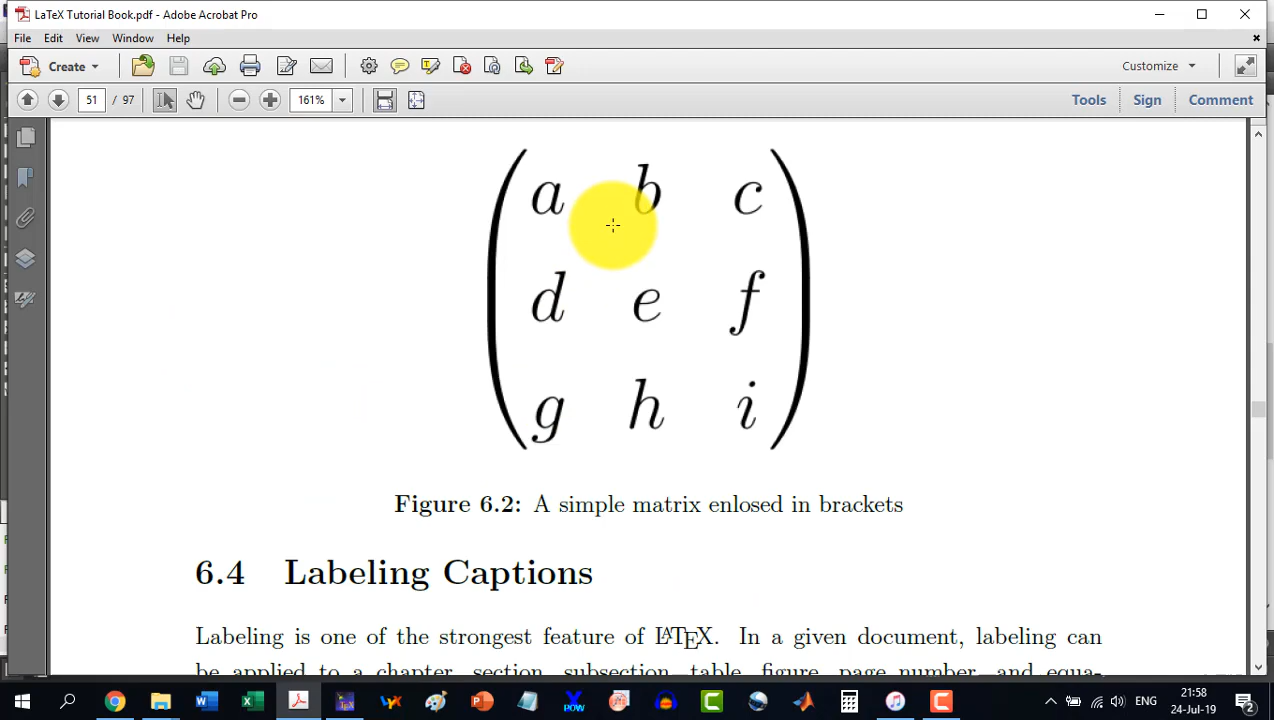 LaTeX Tutorial Book.pdf - Adobe Acrobat Pro
File Edit View Window Help
Create Customize
51 / 97 161% Tools Sign Comment
a b c
d e f
g h i
Figure 6.2: A simple matrix enlosed in brackets
6.4 Labeling Captions
Labeling is one of the strongest feature of LATEX. In a given document, labeling can
be applied to a chapter, section, subsection, table, figure, page number, and equa-
ENG 21:58
24-Jul-19 2